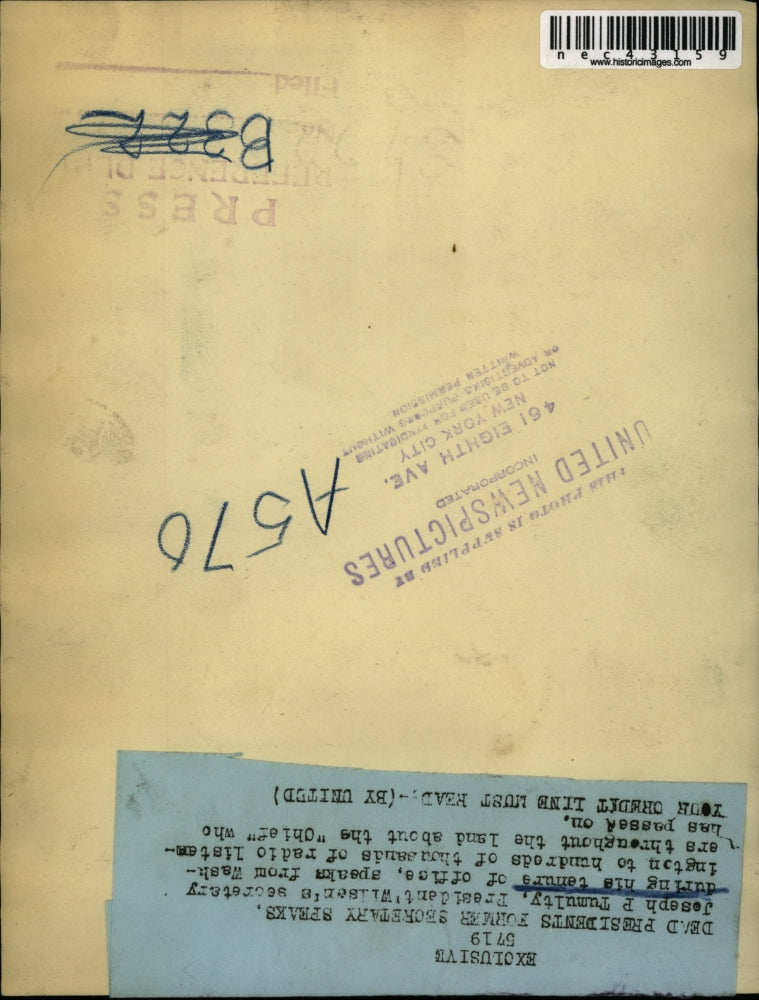 nec43159
www.historicimages.com
EXCLUSIVE
5719
DEAD PRESIDENTS FORMER SECRETARY SPEAKS.
Joseph P Tumulty, President Wilson's secretary
during his tenure of office, speaks from Wash-
ington to hundreds of thousands of radio listen-
ers throughout the land about the "Chief" who
has passed on.
YOUR CREDIT LINE MUST READ;-(BY UNITED)
THIS PHOTO IS SUPPLIED BY
UNITED NEWSPICTURES
INCORPORATED
461 EIGHTH AVE.
NEW YORK CITY
NOT TO BE USED FOR SYNDICATING
OR ADVERTISING PURPOSES WITHOUT
WRITTEN PERMISSION
A570
PRESS
REFERENCE
B322
No.
Filed